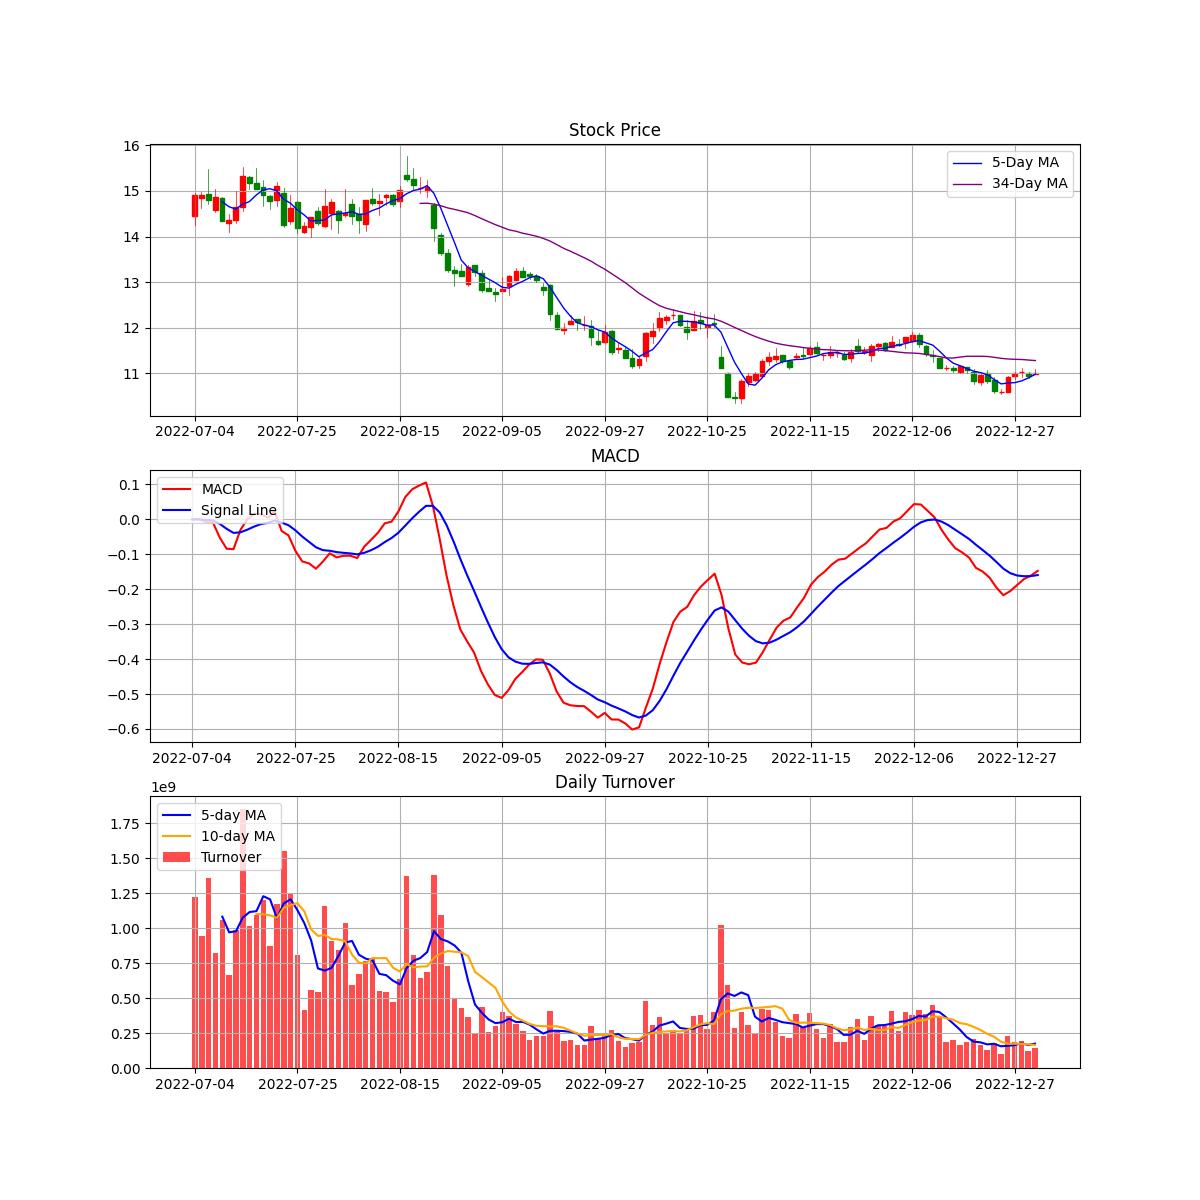 Stock Price
16
15
14
13
12
11
5-Day MA
34-Day MA
2022-07-04 2022-07-25 2022-08-15 2022-09-05 2022-09-27 2022-10-25 2022-11-15 2022-12-06 2022-12-27
MACD
0.1
0.0
−0.1
−0.2
−0.3
−0.4
−0.5
−0.6
MACD
Signal Line
2022-07-04 2022-07-25 2022-08-15 2022-09-05 2022-09-27 2022-10-25 2022-11-15 2022-12-06 2022-12-27
Daily Turnover
1e9
1.75
1.50
1.25
1.00
0.75
0.50
0.25
0.00
5-day MA
10-day MA
Turnover
2022-07-04 2022-07-25 2022-08-15 2022-09-05 2022-09-27 2022-10-25 2022-11-15 2022-12-06 2022-12-27